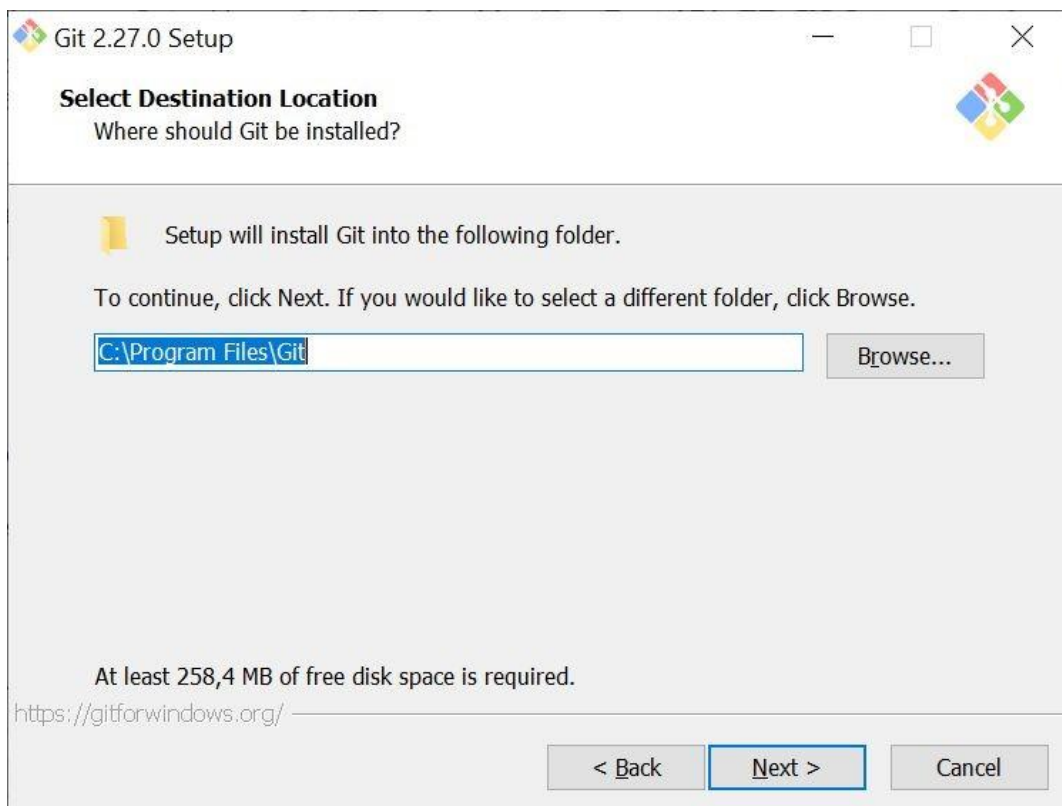 Git 2.27.0 Setup
Select Destination Location
Where should Git be installed?
Setup will install Git into the following folder.
To continue, click Next. If you would like to select a different folder, click Browse.
C:\Program Files\Git
Browse...
At least 258,4 MB of free disk space is required.
https://gitforwindows.org/
< Back Next > Cancel